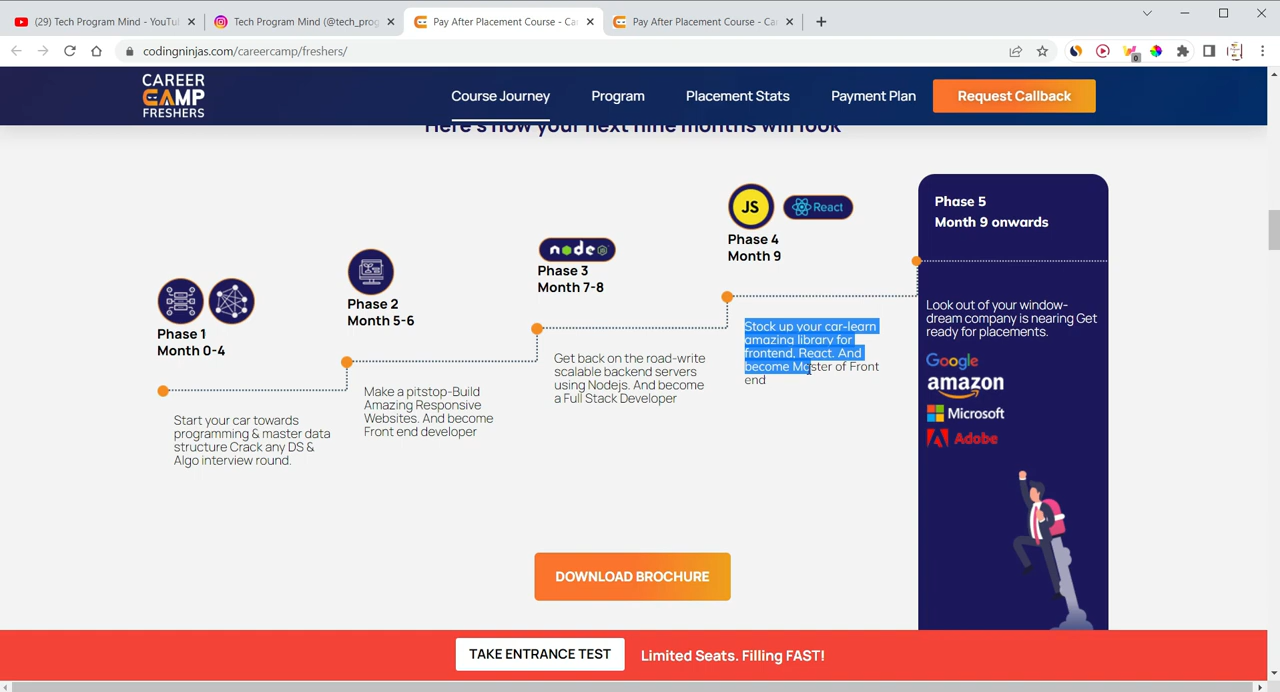 (29) Tech Program Mind - YouTu
Tech Program Mind (@tech_prog
Pay After Placement Course - Ca
Pay After Placement Course - Ca
codingninjas.com/careercamp/freshers/
0
CAREER
CAMP
FRESHERS
Course Journey
Program
Placement Stats
Payment Plan
Request Callback
Here's how your next nine months will look
Phase 1
Month 0-4
Start your car towards
programming & master data
structure Crack any DS &
Algo interview round.
Phase 2
Month 5-6
Make a pitstop-Build
Amazing Responsive
Websites. And become
Front end developer
node
Phase 3
Month 7-8
Get back on the road-write
scalable backend servers
using Nodejs. And become
a Full Stack Developer
JS
React
Phase 4
Month 9
Stock up your car-learn
amazing library for
frontend, React. And
become Master of Front
end
Phase 5
Month 9 onwards
Look out of your window-
dream company is nearing Get
ready for placements.
Google
amazon
Microsoft
Adobe
DOWNLOAD BROCHURE
TAKE ENTRANCE TEST
Limited Seats. Filling FAST!